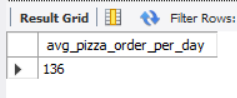 Result Grid Filter Rows:
avg_pizza_order_per_day
136